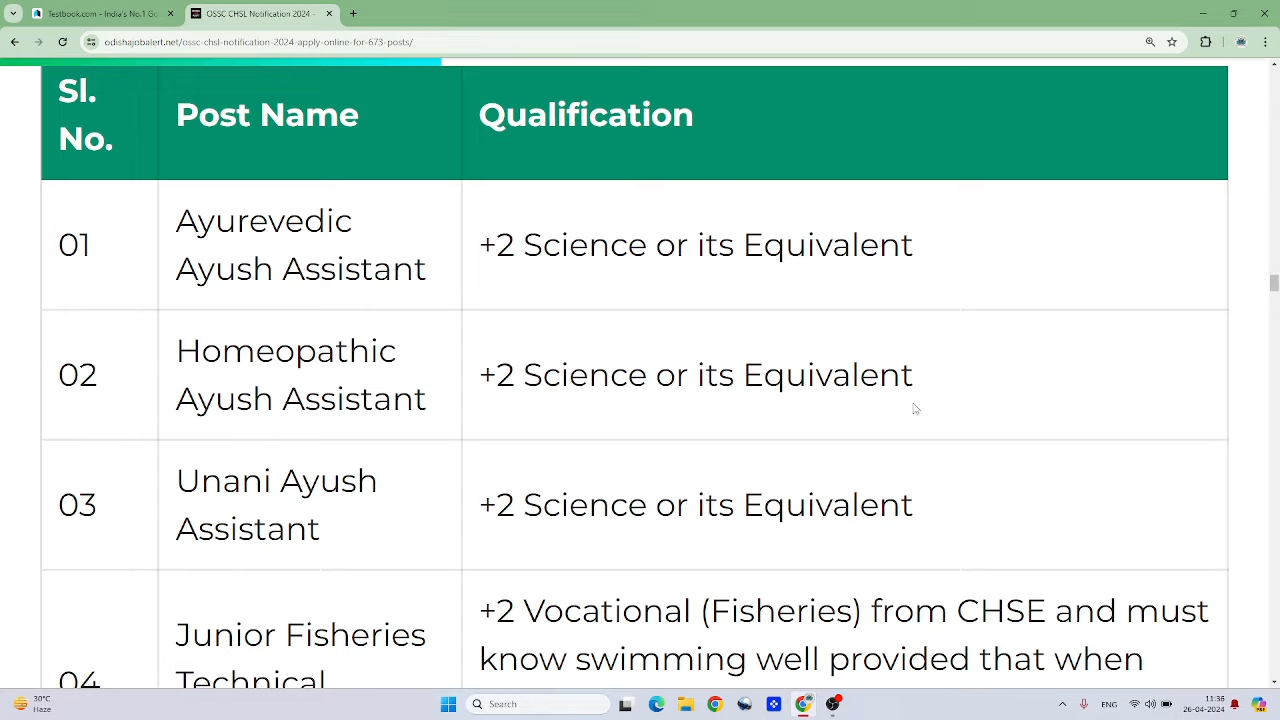 Testbook.com - India's No.1 Go
OSSC CHSL Notification 2024 -
odishajobalert.net/ossc-chsl-notification-2024-apply-online-for-673-posts/
Sl.
No.
Post Name
Qualification
01
Ayurevedic
Ayush Assistant
+2 Science or its Equivalent
02
Homeopathic
Ayush Assistant
+2 Science or its Equivalent
03
Unani Ayush
Assistant
+2 Science or its Equivalent
04
Junior Fisheries
Technical
+2 Vocational (Fisheries) from CHSE and must
know swimming well provided that when
30°C
Haze
Search
ENG
11:36
26-04-2024